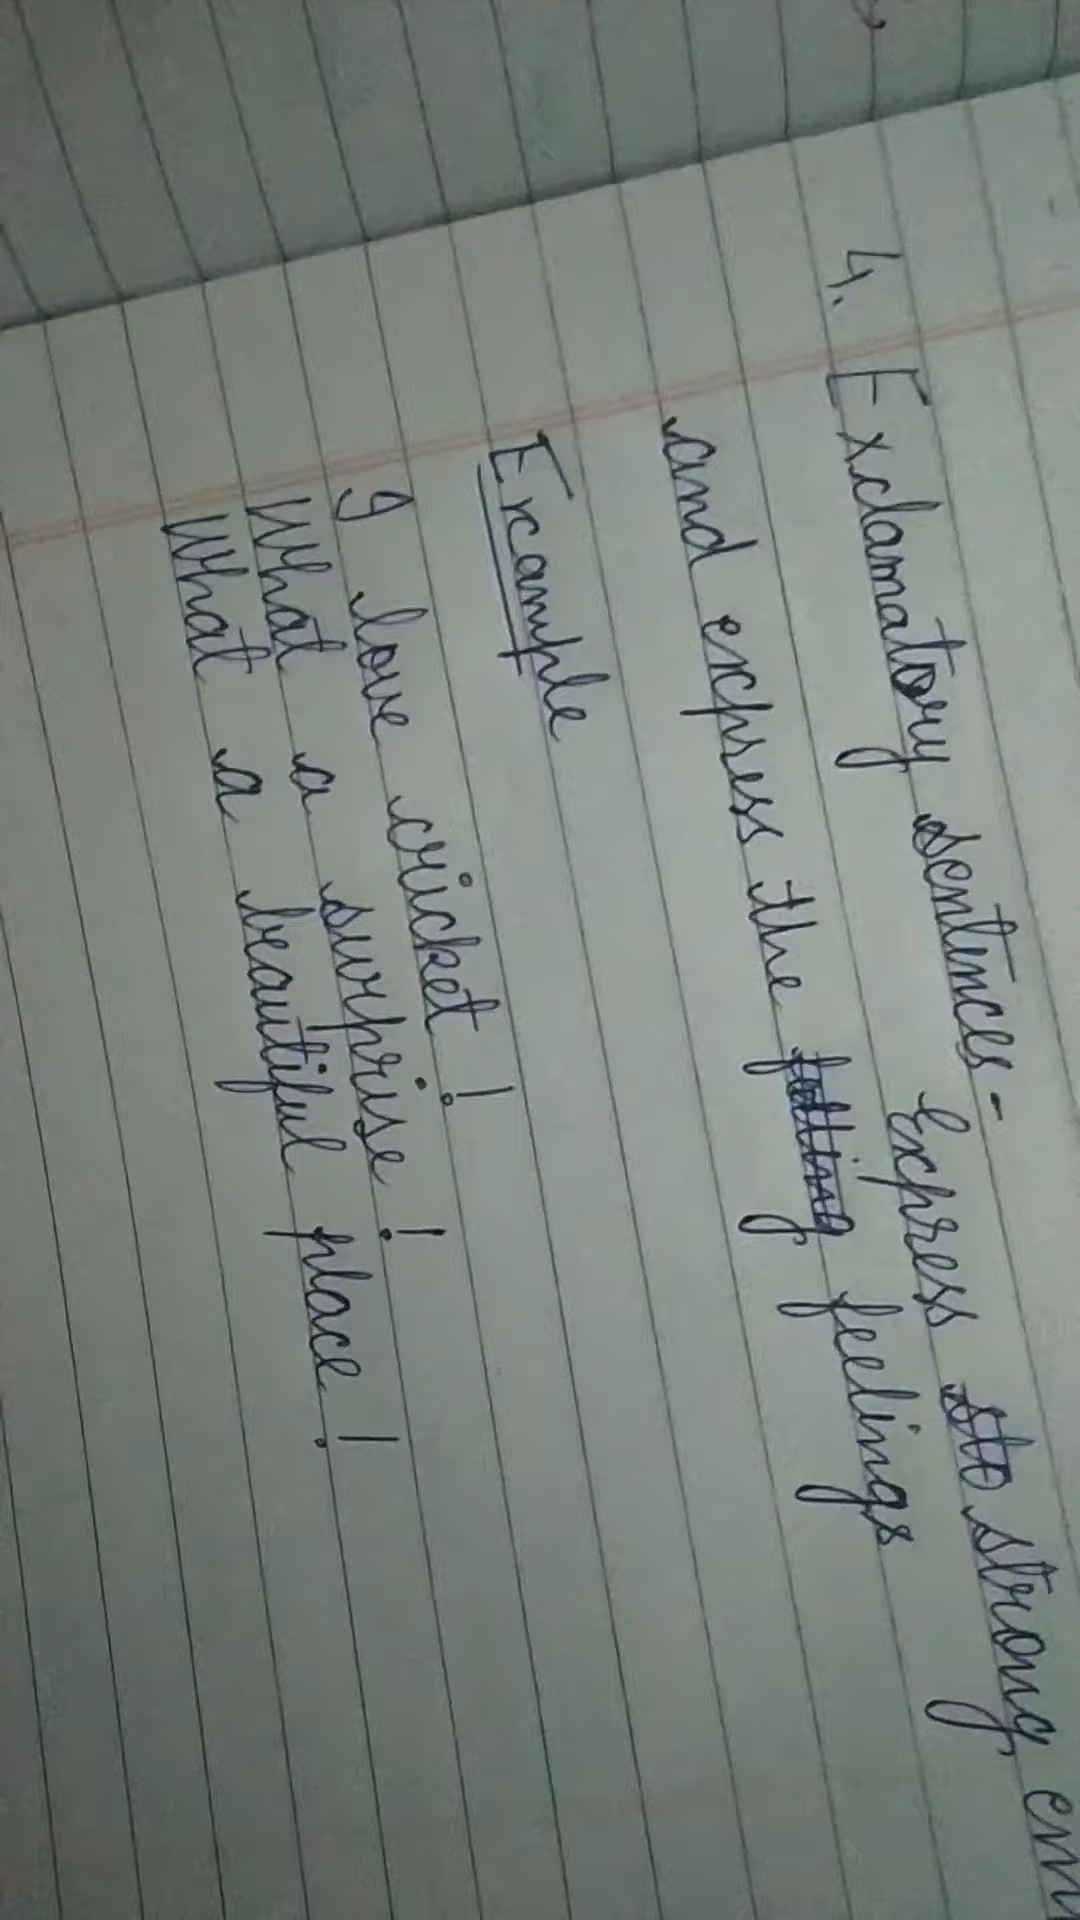 4. Exclamatory sentences - Express strong em
and express the feelings
Example
I love cricket!
What a surprise!
What a beautiful place!